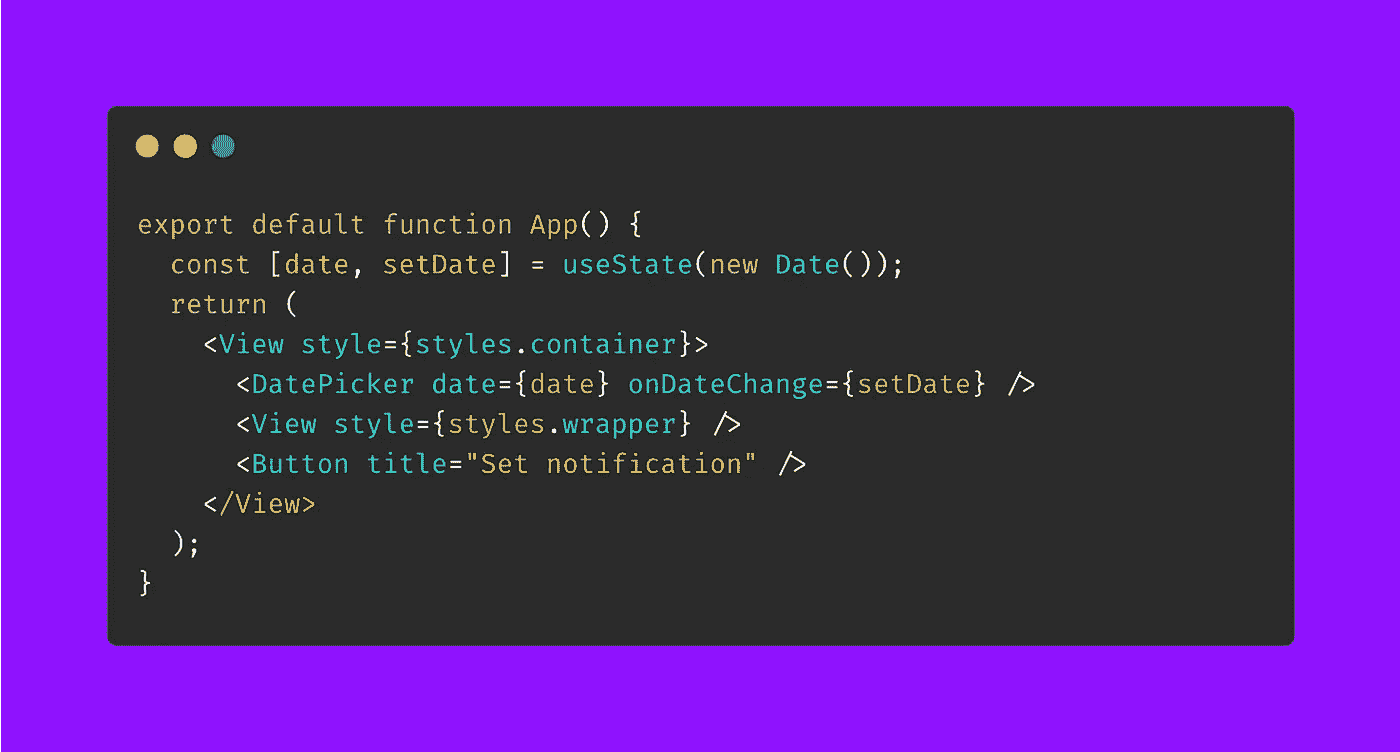 export default function App() {
  const [date, setDate] = useState(new Date());
  return (
    <View style={styles.container}>
      <DatePicker date={date} onDateChange={setDate} />
      <View style={styles.wrapper} />
      <Button title="Set notification" />
    </View>
  );
}